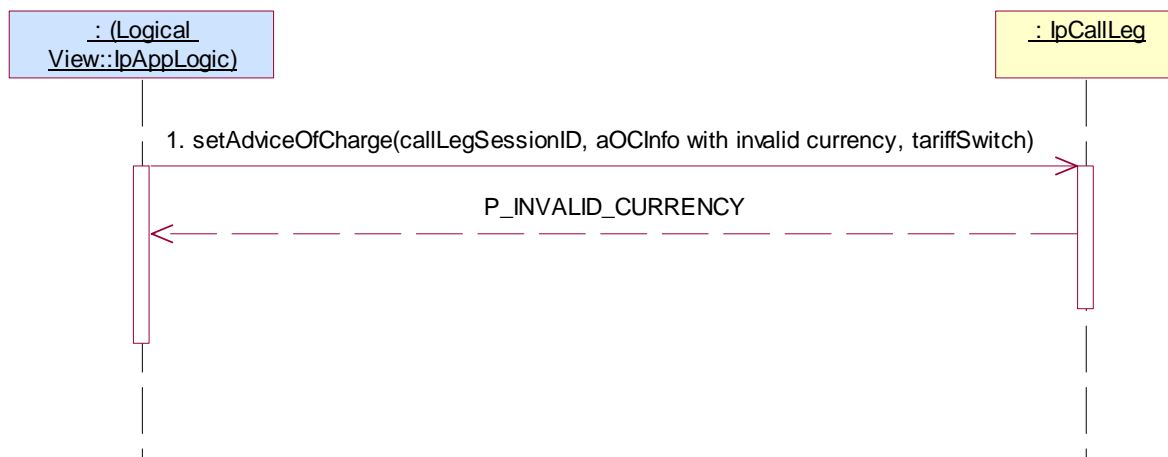 : (Logical
View::IpAppLogic)
: IpCallLeg
1. setAdviceOfCharge(callLegSessionID, aOCInfo with invalid currency, tariffSwitch)
P_INVALID_CURRENCY